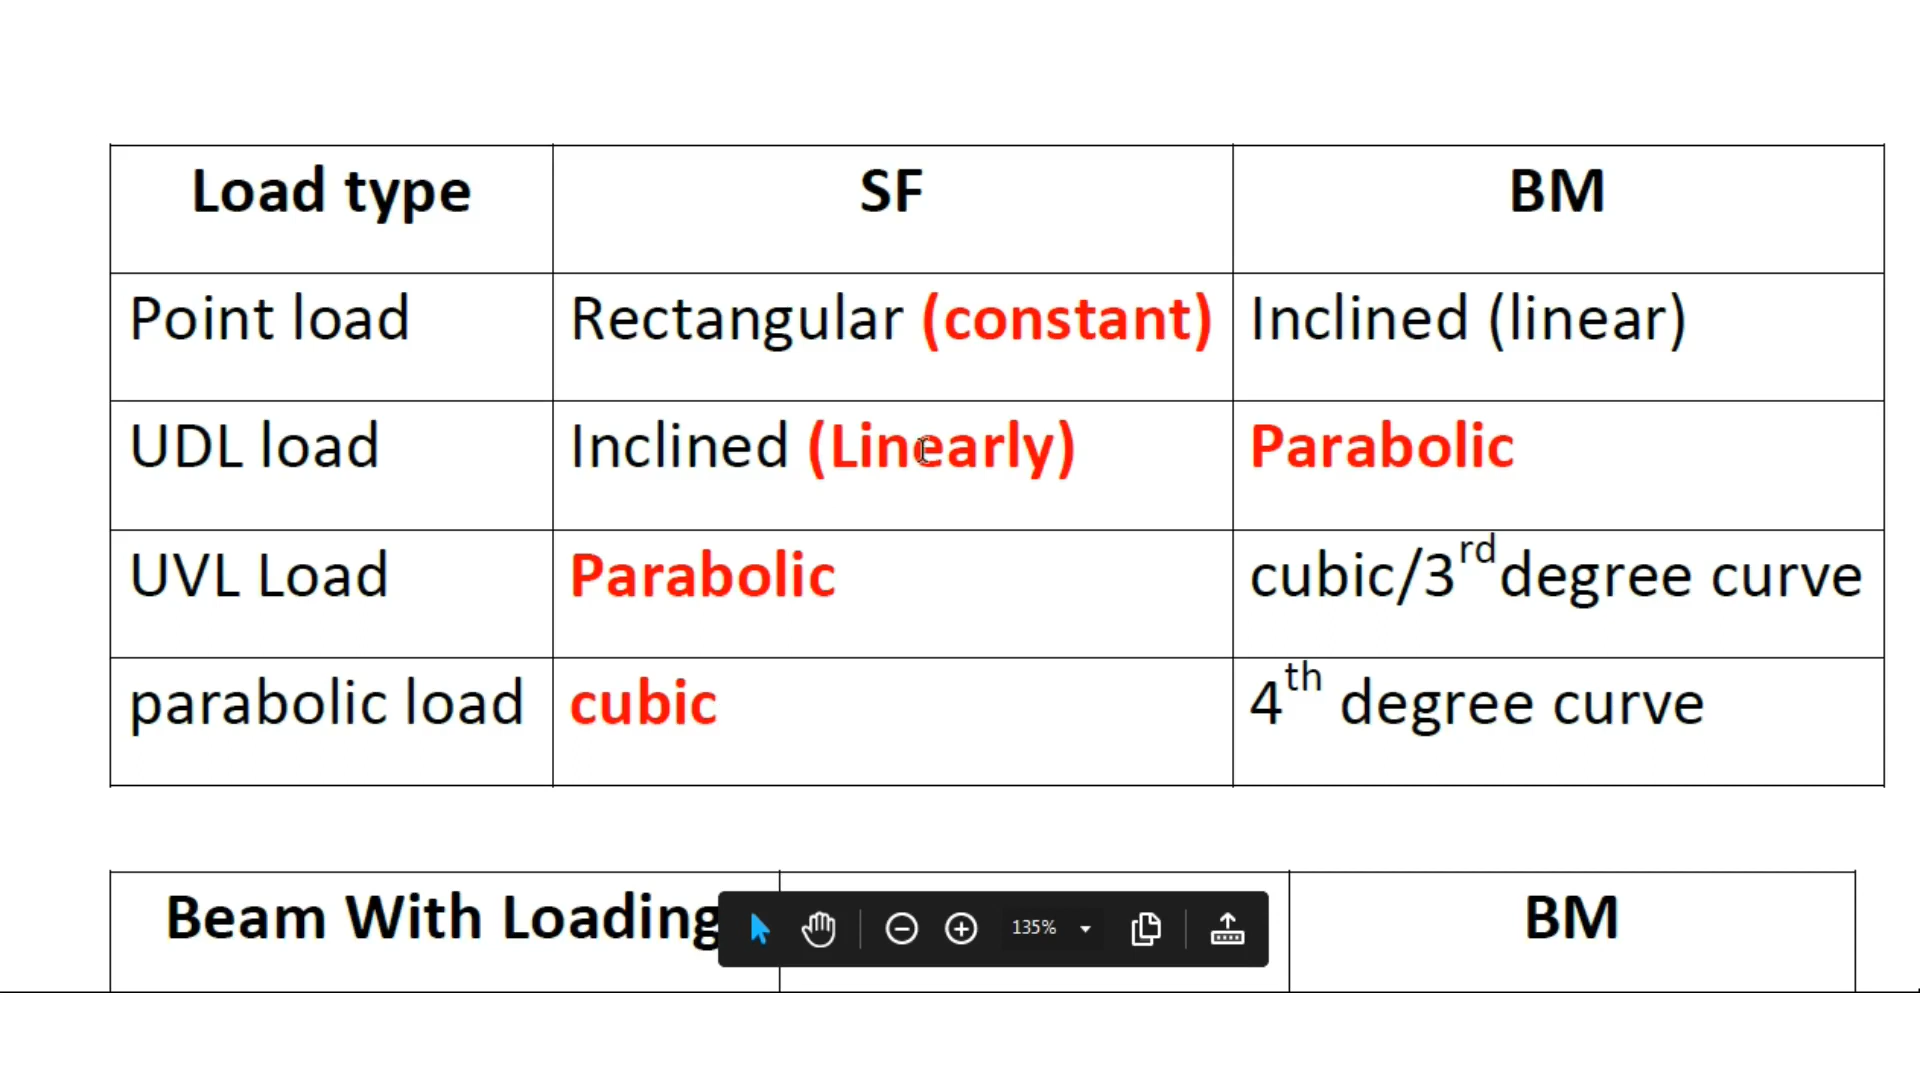 Load type SF BM
Point load Rectangular (constant) Inclined (linear)
UDL load Inclined (Linearly) Parabolic
UVL Load Parabolic cubic/3rd degree curve
parabolic load cubic 4th degree curve
Beam With Loading BM
135%